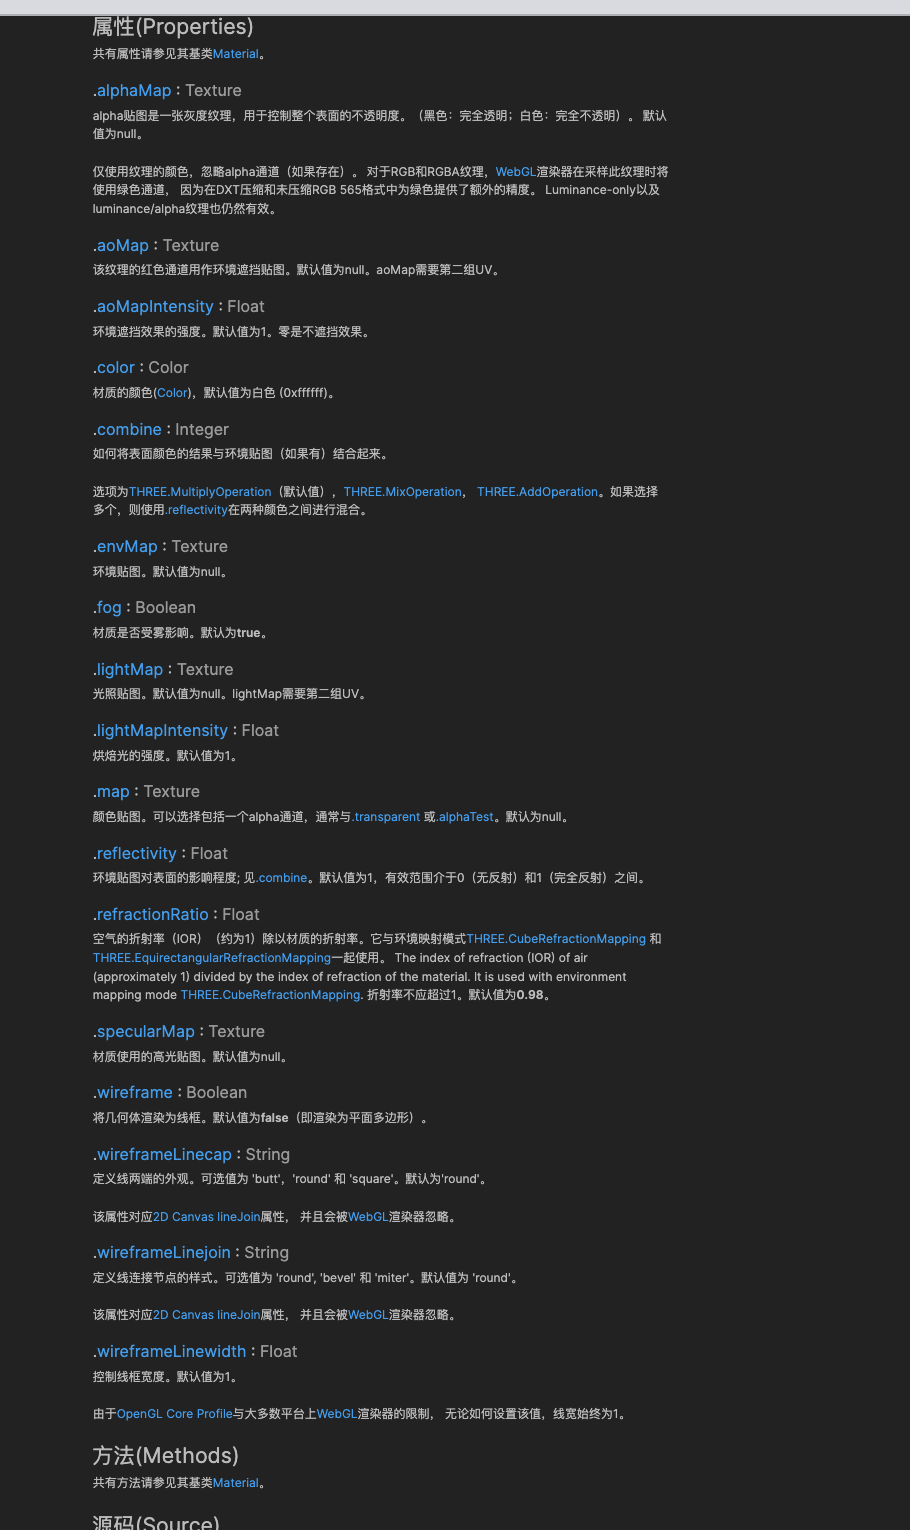 属性(Properties)
共有属性请参见其基类Material。
.alphaMap : Texture
alpha贴图是一张灰度纹理，用于控制整个表面的不透明度。（黑色：完全透明；白色：完全不透明）。 默认
值为null。
仅使用纹理的颜色，忽略alpha通道（如果存在）。 对于RGB和RGBA纹理，WebGL渲染器在采样此纹理时将
使用绿色通道， 因为在DXT压缩和未压缩RGB 565格式中为绿色提供了额外的精度。 Luminance-only以及
luminance/alpha纹理也仍然有效。
.aoMap : Texture
该纹理的红色通道用作环境遮挡贴图。默认值为null。aoMap需要第二组UV。
.aoMapIntensity : Float
环境遮挡效果的强度。默认值为1。零是不遮挡效果。
.color : Color
材质的颜色(Color)，默认值为白色 (0xffffff)。
.combine : Integer
如何将表面颜色的结果与环境贴图（如果有）结合起来。
选项为THREE.MultiplyOperation（默认值），THREE.MixOperation， THREE.AddOperation。如果选择
多个，则使用.reflectivity在两种颜色之间进行混合。
.envMap : Texture
环境贴图。默认值为null。
.fog : Boolean
材质是否受雾影响。默认为true。
.lightMap : Texture
光照贴图。默认值为null。lightMap需要第二组UV。
.lightMapIntensity : Float
烘焙光的强度。默认值为1。
.map : Texture
颜色贴图。可以选择包括一个alpha通道，通常与.transparent 或.alphaTest。默认为null。
.reflectivity : Float
环境贴图对表面的影响程度; 见.combine。默认值为1，有效范围介于0（无反射）和1（完全反射）之间。
.refractionRatio : Float
空气的折射率（IOR）（约为1）除以材质的折射率。它与环境映射模式THREE.CubeRefractionMapping 和
THREE.EquirectangularRefractionMapping一起使用。 The index of refraction (IOR) of air
(approximately 1) divided by the index of refraction of the material. It is used with environment
mapping mode THREE.CubeRefractionMapping. 折射率不应超过1。默认值为0.98。
.specularMap : Texture
材质使用的高光贴图。默认值为null。
.wireframe : Boolean
将几何体渲染为线框。默认值为false（即渲染为平面多边形）。
.wireframeLinecap : String
定义线两端的外观。可选值为 'butt'，'round' 和 'square'。默认为'round'。
该属性对应2D Canvas lineJoin属性， 并且会被WebGL渲染器忽略。
.wireframeLinejoin : String
定义线连接节点的样式。可选值为 'round', 'bevel' 和 'miter'。默认值为 'round'。
该属性对应2D Canvas lineJoin属性， 并且会被WebGL渲染器忽略。
.wireframeLinewidth : Float
控制线框宽度。默认值为1。
由于OpenGL Core Profile与大多数平台上WebGL渲染器的限制， 无论如何设置该值，线宽始终为1。
方法(Methods)
共有方法请参见其基类Material。
源码(Source)